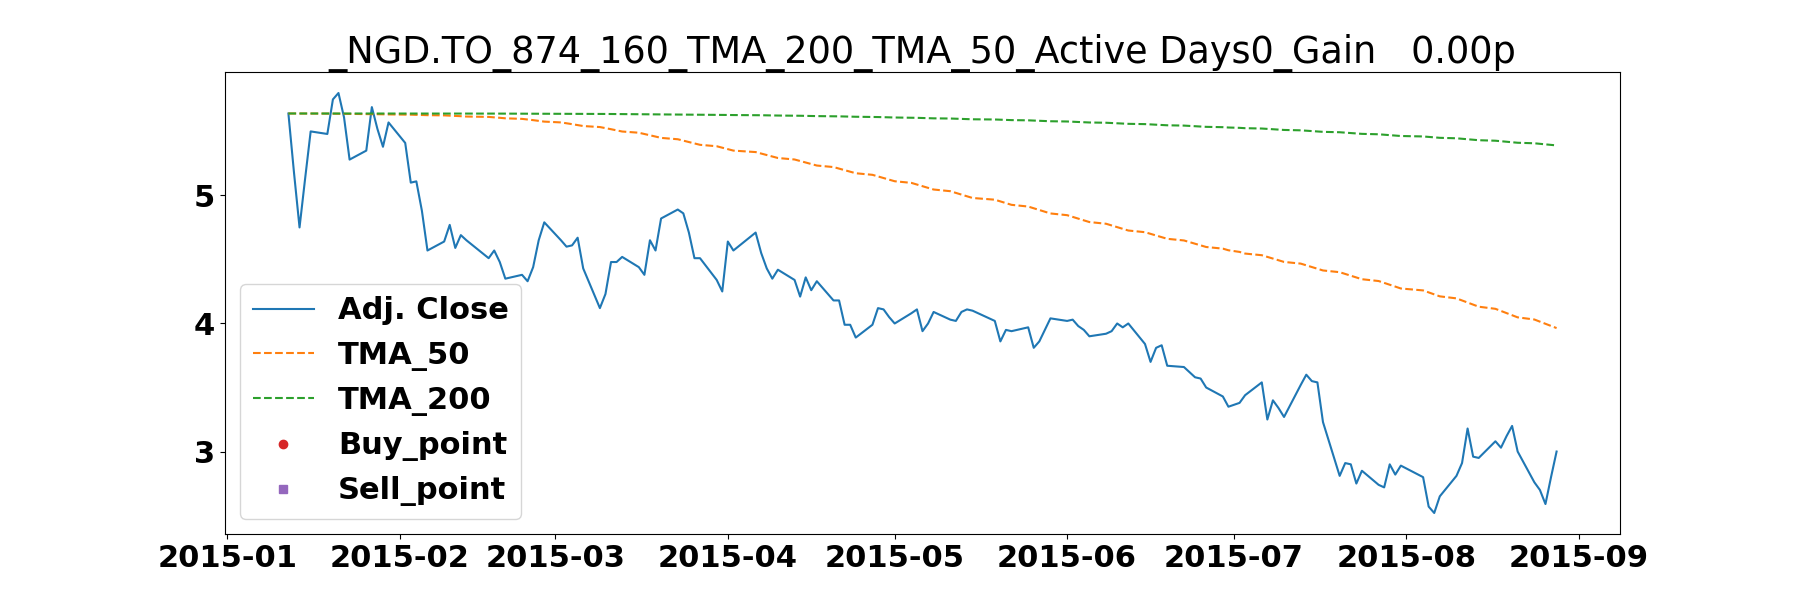 _NGD.TO_874_160_TMA_200_TMA_50_Active Days0_Gain   0.00p
5
4
3
Adj. Close
TMA_50
TMA_200
Buy_point
Sell_point
2015-01 2015-02 2015-03 2015-04 2015-05 2015-06 2015-07 2015-08 2015-09